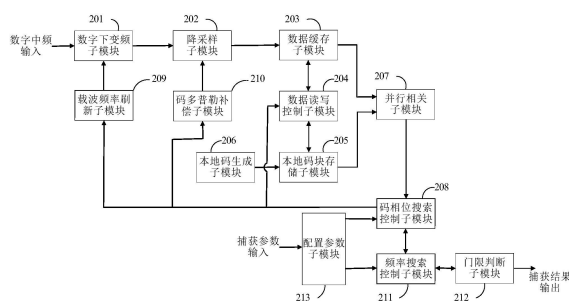 201
202
203
数字中频
输入
数字下变频
子模块
降采样
子模块
数据缓存
子模块
207
209
210
204
载波频率刷
新子模块
码多普勒补
偿子模块
数据读写
控制子模块
并行相关
子模块
206
205
本地码生成
子模块
本地码块存
储子模块
208
码相位搜索
控制子模块
捕获参数
输入
配置参数
子模块
频率搜索
控制子模块
门限判断
子模块
捕获结果
输出
213
211
212